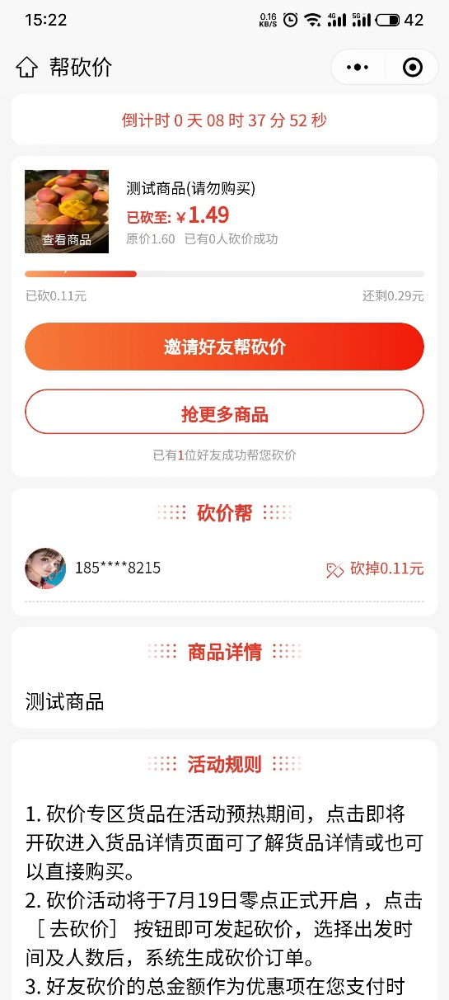 15:22
0.16
KB/S
4G
5G
42
帮砍价
倒计时 0 天 08 时 37 分 52 秒
测试商品(请勿购买)
已砍至: ￥1.49
查看商品
原价1.60 已有0人砍价成功
已砍0.11元
还剩0.29元
邀请好友帮砍价
抢更多商品
已有1位好友成功帮您砍价
砍价帮
185****8215
砍掉0.11元
商品详情
测试商品
活动规则
1. 砍价专区货品在活动预热期间，点击即将
开砍进入货品详情页面可了解货品详情或也可
以直接购买。
2. 砍价活动将于7月19日零点正式开启 ，点击
［ 去砍价］ 按钮即可发起砍价，选择出发时
间及人数后，系统生成砍价订单。
3. 好友砍价的总金额作为优惠项在您支付时